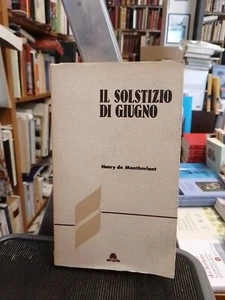 IL SOLSTIZIO
DI GIUGNO
Henry de Montherlant